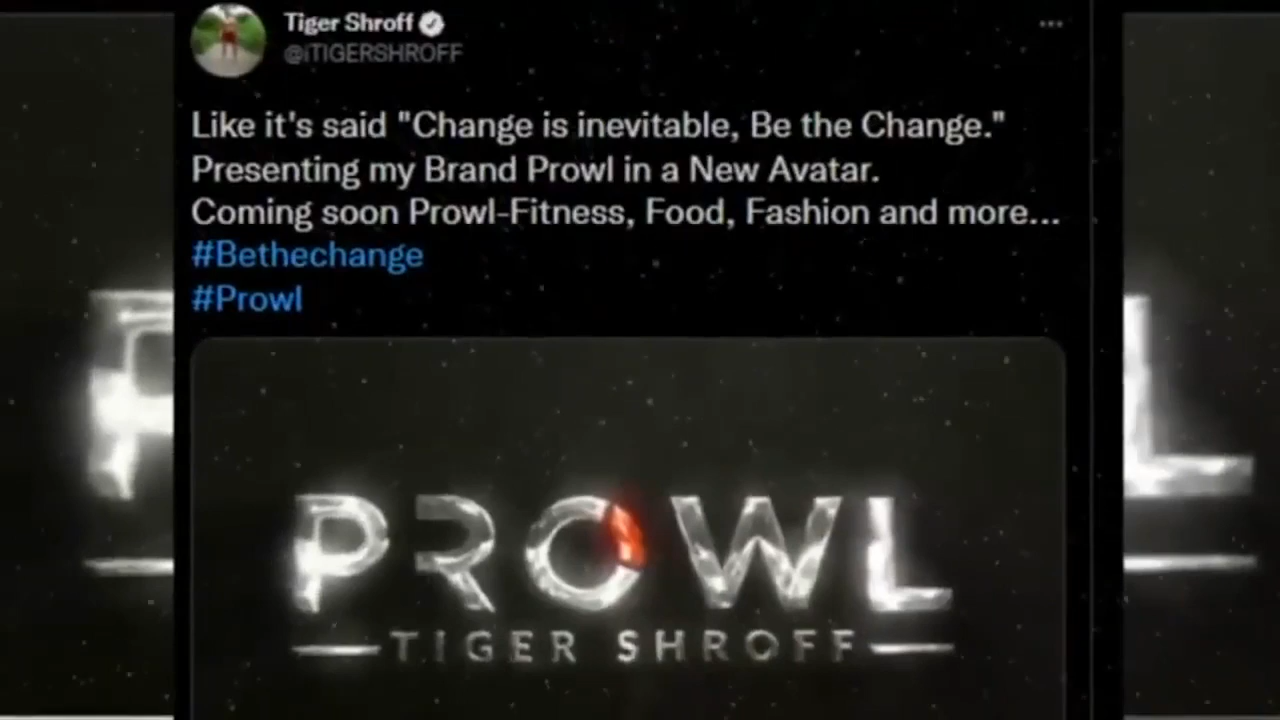 Tiger Shroff
@iTIGERSHROFF
Like it's said "Change is inevitable, Be the Change."
Presenting my Brand Prowl in a New Avatar.
Coming soon Prowl-Fitness, Food, Fashion and more...
#Bethechange
#Prowl
PROWL
TIGER SHROFF